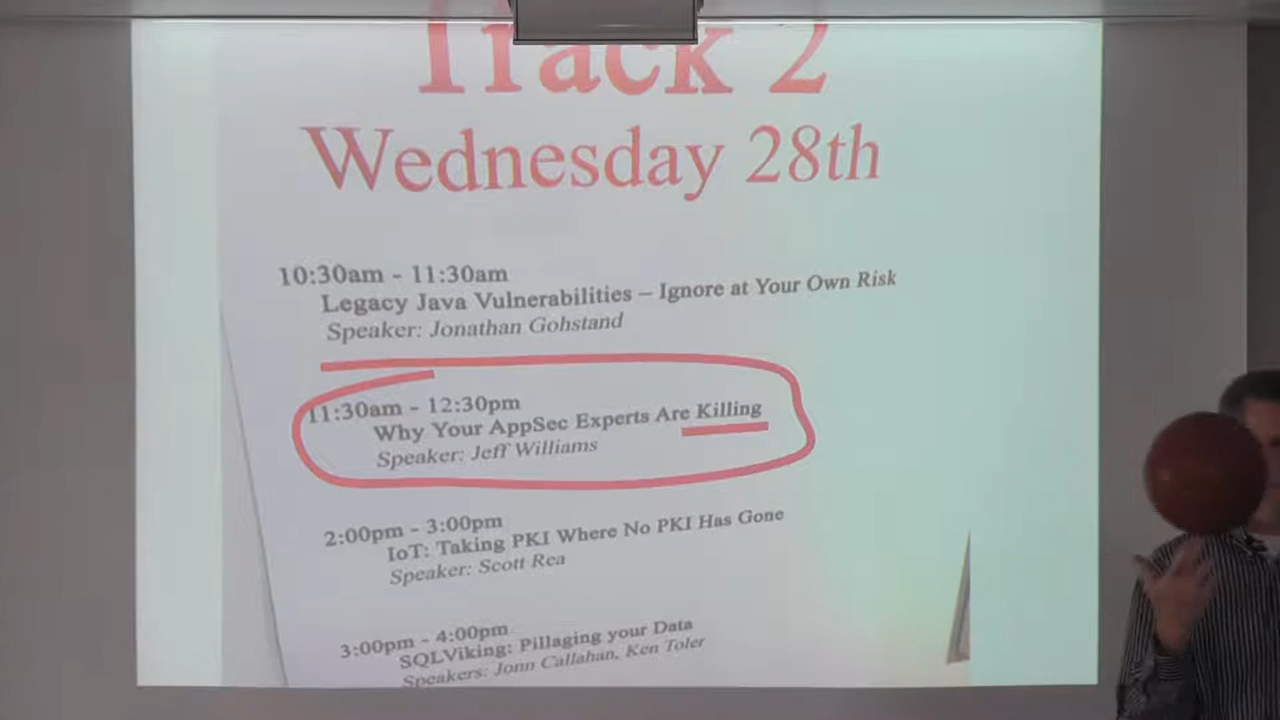 Track 2
Wednesday 28th
10:30am - 11:30am
Legacy Java Vulnerabilities – Ignore at Your Own Risk
Speaker: Jonathan Gohstand
11:30am - 12:30pm
Why Your AppSec Experts Are Killing
Speaker: Jeff Williams
2:00pm - 3:00pm
IoT: Taking PKI Where No PKI Has Gone
Speaker: Scott Rea
3:00pm - 4:00pm
SQLViking: Pillaging your Data
Speakers: Jonn Callahan, Ken Toler